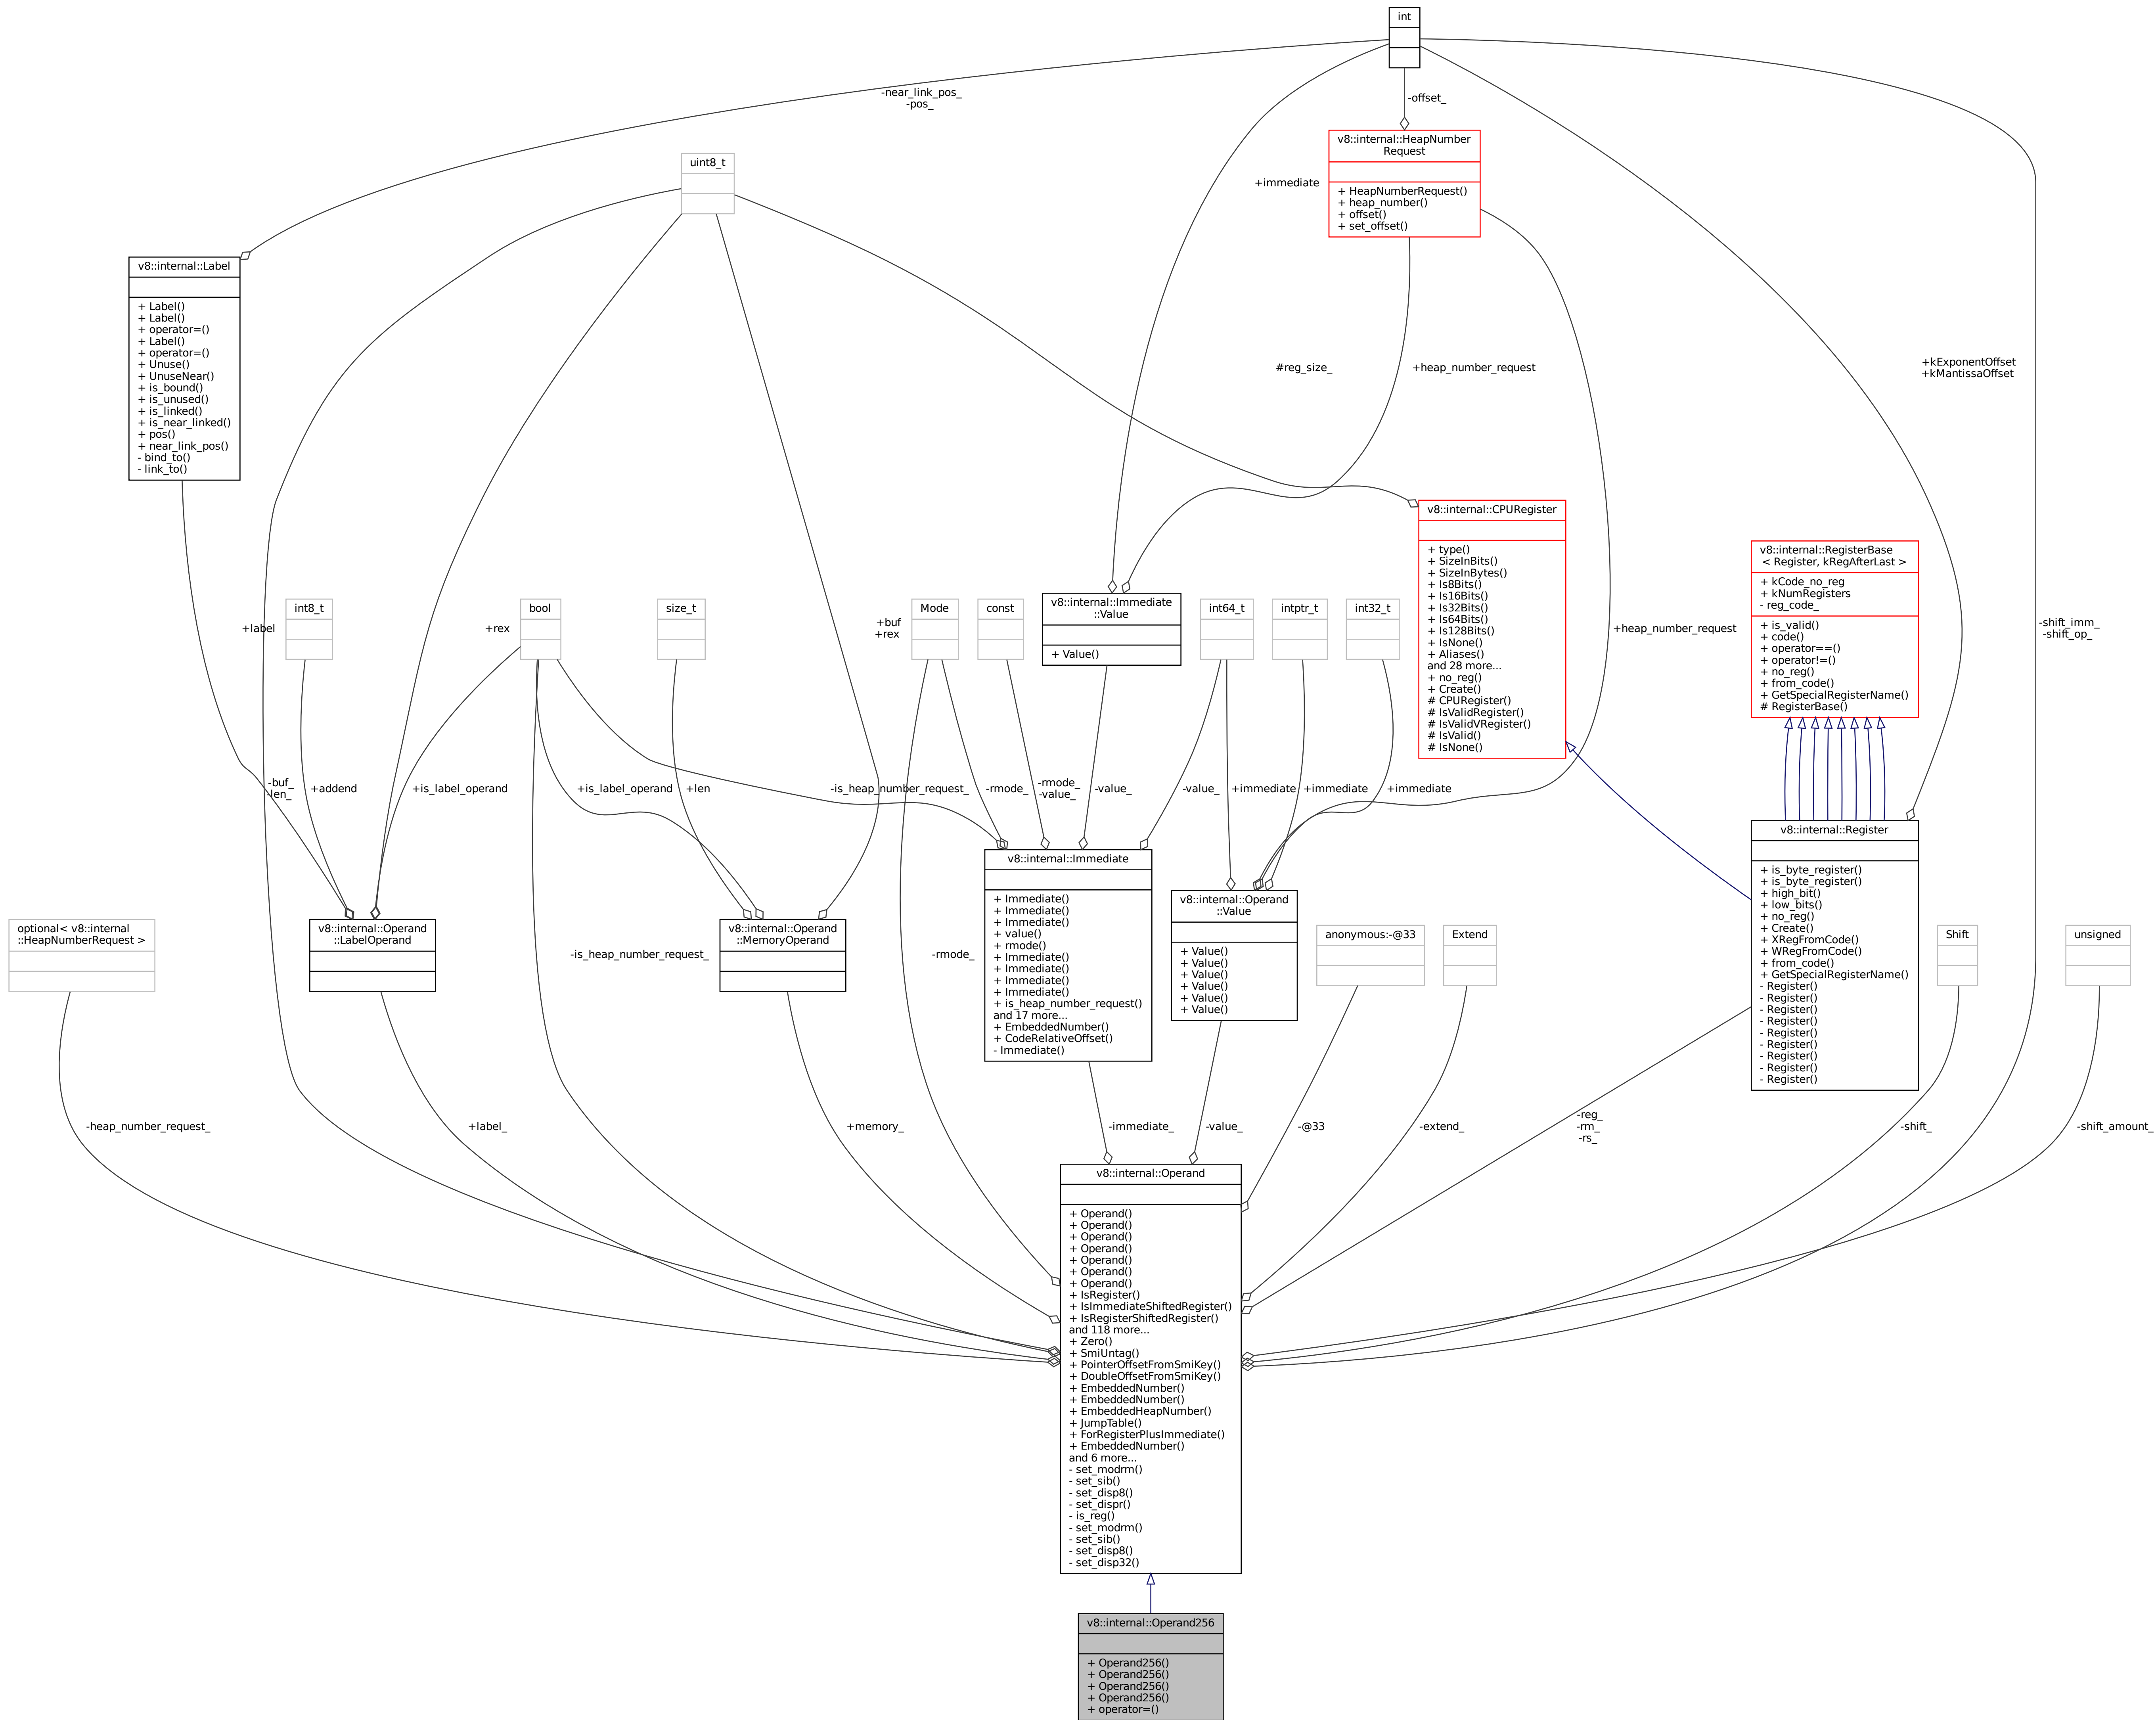 int
-near_link_pos_
-pos_
-offset_
v8::internal::HeapNumber
Request
+ HeapNumberRequest()
+ heap_number()
+ offset()
+ set_offset()
uint8_t
+immediate
v8::internal::Label
+ Label()
+ Label()
+ operator=()
+ Label()
+ operator=()
+ Unuse()
+ UnuseNear()
+ is_bound()
+ is_unused()
+ is_linked()
+ is_near_linked()
+ pos()
+ near_link_pos()
- bind_to()
- link_to()
#reg_size_
+heap_number_request
+kExponentOffset
+kMantissaOffset
v8::internal::CPURegister
+ type()
+ SizeInBits()
+ SizeInBytes()
+ Is8Bits()
+ Is16Bits()
+ Is32Bits()
+ Is64Bits()
+ Is128Bits()
+ IsNone()
+ Aliases()
and 28 more...
+ no_reg()
+ Create()
# CPURegister()
# IsValidRegister()
# IsValidVRegister()
# IsValid()
# IsNone()
v8::internal::RegisterBase
< Register, kRegAfterLast >
+ kCode_no_reg
+ kNumRegisters
- reg_code_
+ is_valid()
+ code()
+ operator==()
+ operator!=()
+ no_reg()
+ from_code()
+ GetSpecialRegisterName()
# RegisterBase()
+label
int8_t
+rex
bool
size_t
+buf
+rex
Mode
const
v8::internal::Immediate
::Value
+ Value()
int64_t
intptr_t
int32_t
+heap_number_request
-shift_imm_
-shift_op_
-buf_
-len_
+addend
+is_label_operand
+is_label_operand
+len
-is_heap_number_request_
-rmode_
-rmode_
-value_
-value_
-value_
+immediate
+immediate
+immediate
v8::internal::Register
+ is_byte_register()
+ is_byte_register()
+ high_bit()
+ low_bits()
+ no_reg()
+ Create()
+ XRegFromCode()
+ WRegFromCode()
+ from_code()
+ GetSpecialRegisterName()
- Register()
- Register()
- Register()
- Register()
- Register()
- Register()
- Register()
- Register()
- Register()
v8::internal::Immediate
+ Immediate()
+ Immediate()
+ Immediate()
+ value()
+ rmode()
+ Immediate()
+ Immediate()
+ Immediate()
+ Immediate()
+ is_heap_number_request()
and 17 more...
+ EmbeddedNumber()
+ CodeRelativeOffset()
- Immediate()
v8::internal::Operand
::Value
+ Value()
+ Value()
+ Value()
+ Value()
+ Value()
+ Value()
optional< v8::internal
::HeapNumberRequest >
v8::internal::Operand
::LabelOperand
-is_heap_number_request_
v8::internal::Operand
::MemoryOperand
-rmode_
anonymous:-@33
Extend
Shift
unsigned
-heap_number_request_
+label_
+memory_
-immediate_
-value_
-@33
-extend_
-reg_
-rm_
-rs_
-shift_
-shift_amount_
v8::internal::Operand
+ Operand()
+ Operand()
+ Operand()
+ Operand()
+ Operand()
+ Operand()
+ Operand()
+ IsRegister()
+ IsImmediateShiftedRegister()
+ IsRegisterShiftedRegister()
and 118 more...
+ Zero()
+ SmiUntag()
+ PointerOffsetFromSmiKey()
+ DoubleOffsetFromSmiKey()
+ EmbeddedNumber()
+ EmbeddedNumber()
+ EmbeddedHeapNumber()
+ JumpTable()
+ ForRegisterPlusImmediate()
+ EmbeddedNumber()
and 6 more...
- set_modrm()
- set_sib()
- set_disp8()
- set_dispr()
- is_reg()
- set_modrm()
- set_sib()
- set_disp8()
- set_disp32()
v8::internal::Operand256
+ Operand256()
+ Operand256()
+ Operand256()
+ Operand256()
+ operator=()